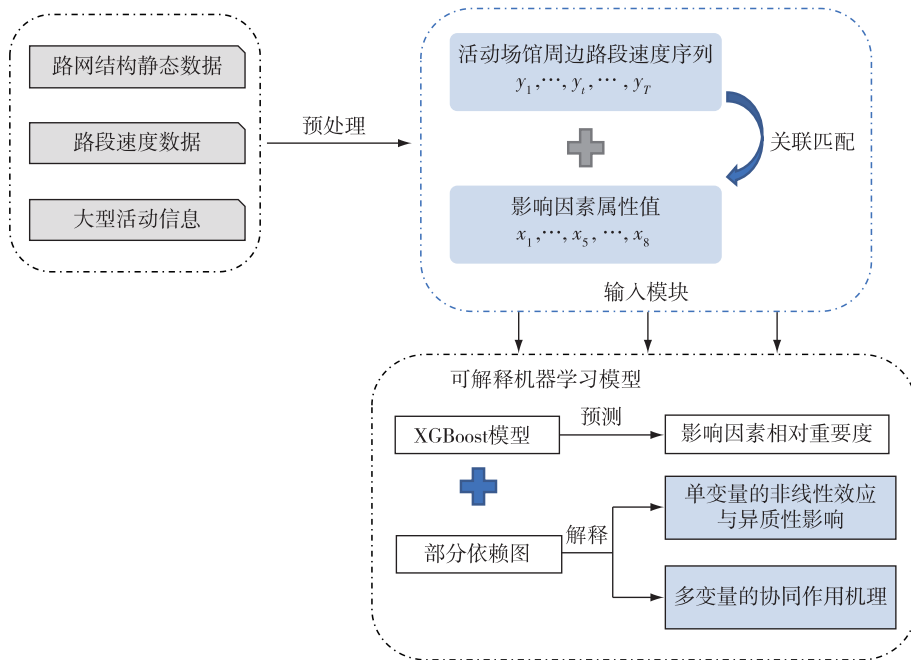 路网结构静态数据
路段速度数据
大型活动信息
预处理
活动场馆周边路段速度序列
y₁,…,yₜ,…,y_T
关联匹配
影响因素属性值
x₁,…,x₅,…,x₈
输入模块
可解释机器学习模型
XGBoost模型
预测
影响因素相对重要度
部分依赖图
解释
单变量的非线性效应
与异质性影响
多变量的协同作用机理